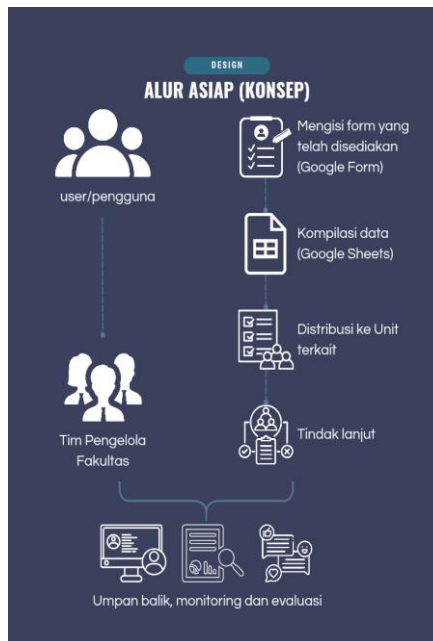 DESIGN
ALUR ASIAP (KONSEP)
user/pengguna
Tim Pengelola
Fakultas
Mengisi form yang
telah disediakan
(Google Form)
Kompilasi data
(Google Sheets)
Distribusi ke Unit
terkait
Tindak lanjut
Umpan balik, monitoring dan evaluasi